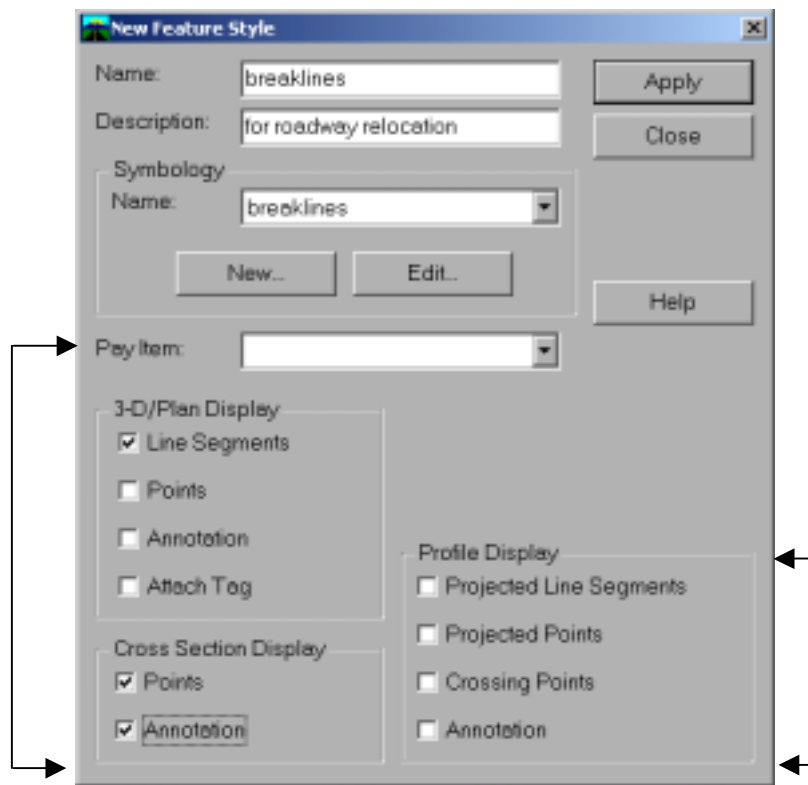 New Feature Style
Name: breaklines
Apply
Description: for roadway relocation
Close
Symbology
Name: breaklines
New... Edit...
Help
Pay Item:
3-D/Plan Display
Line Segments
Points
Annotation
Attach Tag
Profile Display
Projected Line Segments
Projected Points
Crossing Points
Annotation
Cross Section Display
Points
Annotation